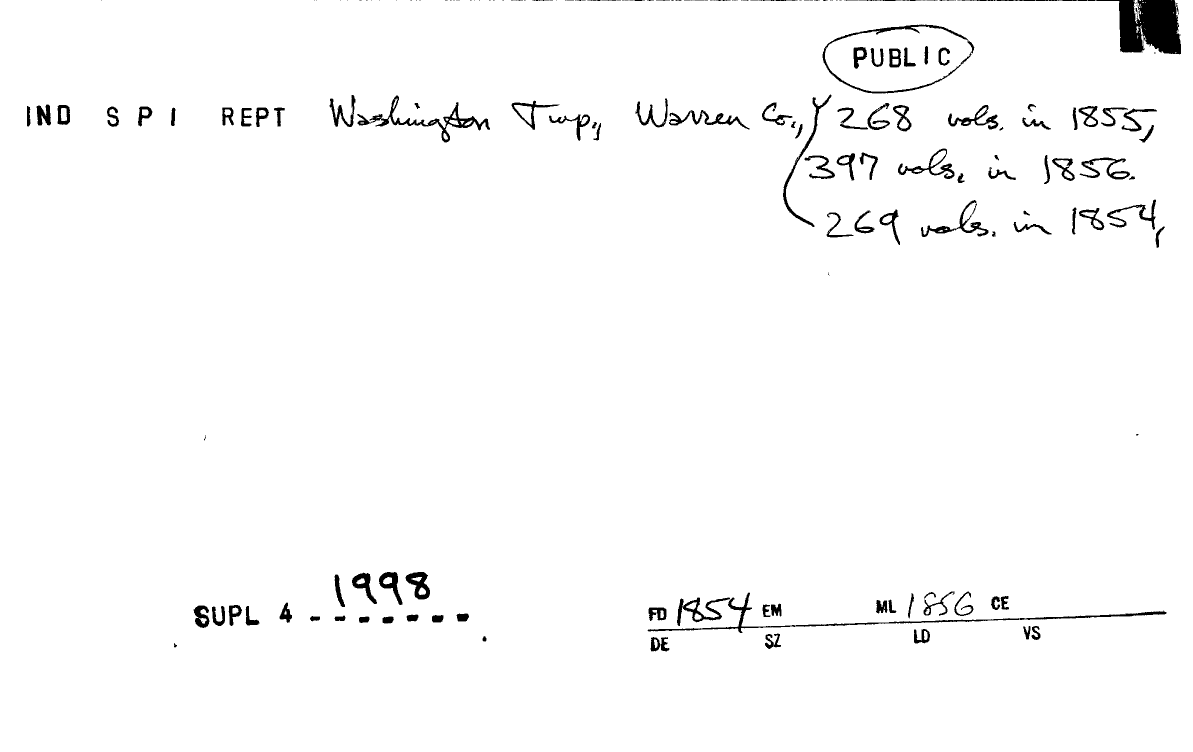 PUBLIC
IND S P I REPT Washington Twp., Warren Co., 268 vols. in 1855,
397 vols. in 1856.
269 vols. in 1854,
SUPL 4 - - - - - - - 1998
FD 1854 EM ML 1856 CE
DE SZ LD VS